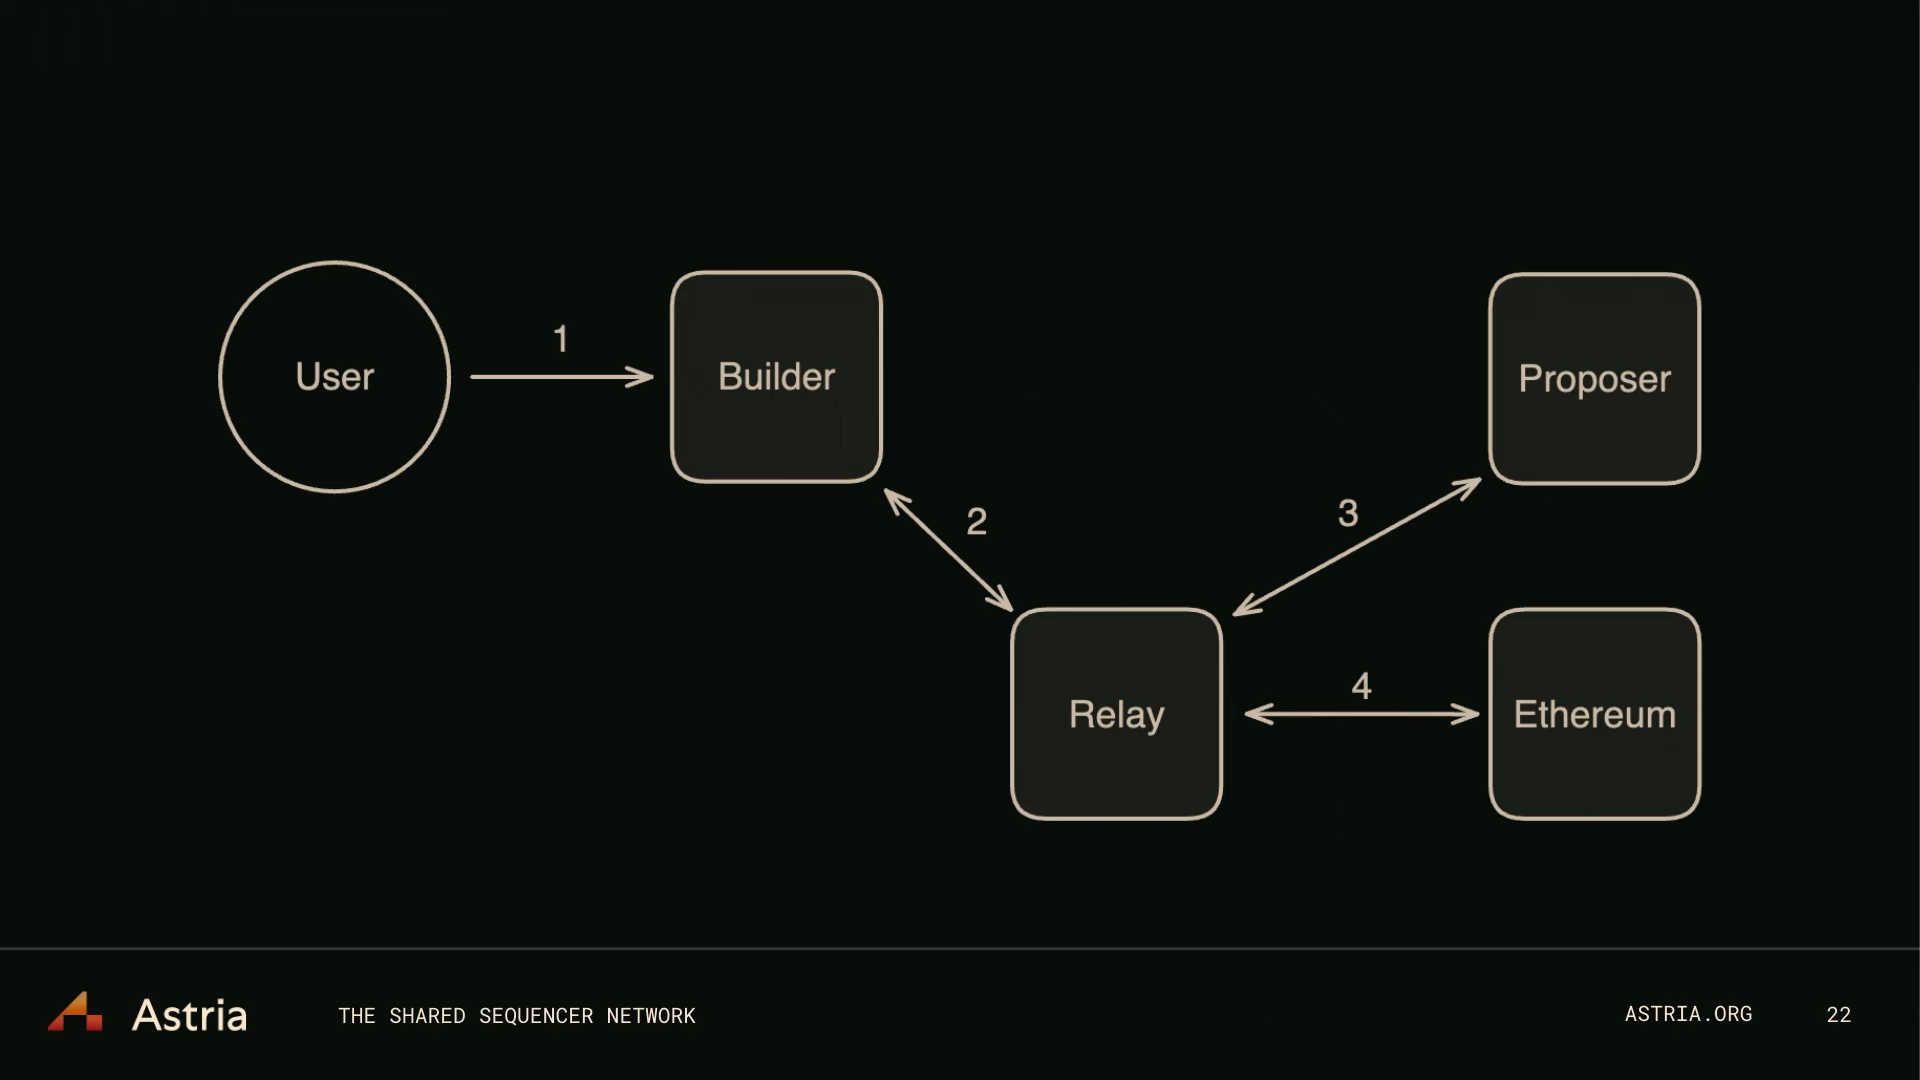 1
User
Builder
Proposer
2
3
4
Relay
Ethereum
Astria
THE SHARED SEQUENCER NETWORK
ASTRIA.ORG
22